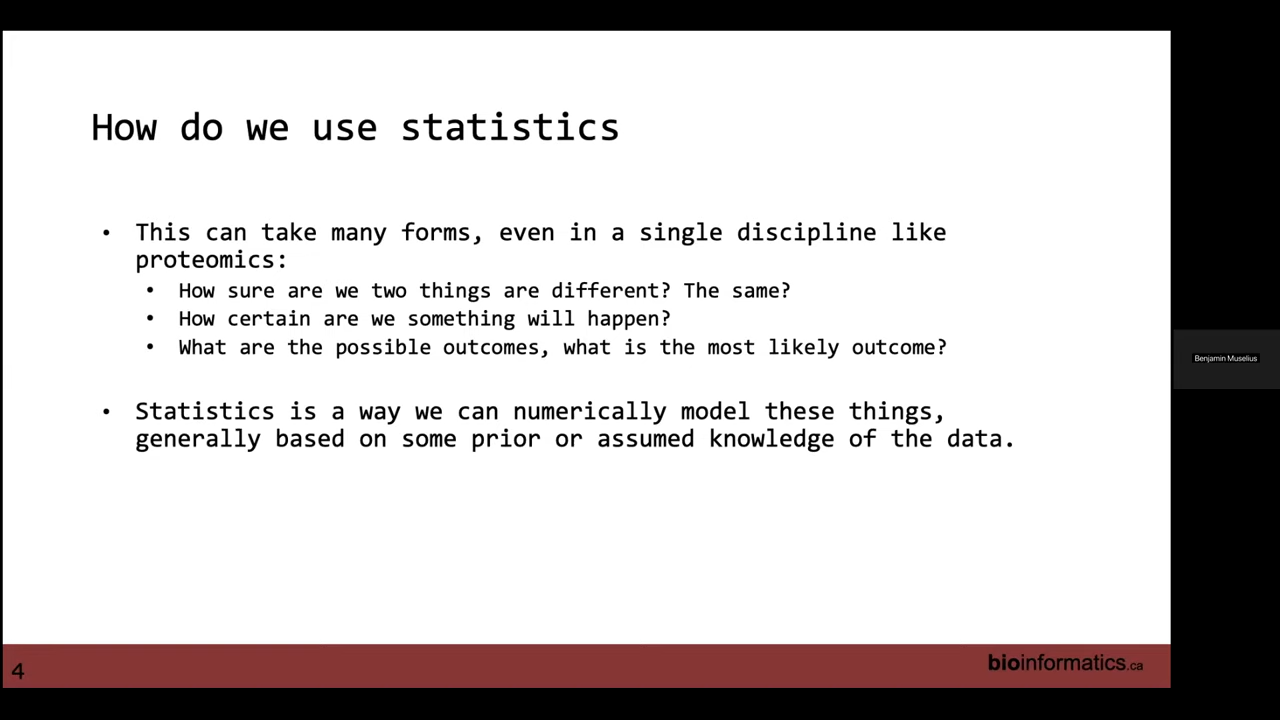 How do we use statistics
• This can take many forms, even in a single discipline like
proteomics:
• How sure are we two things are different? The same?
• How certain are we something will happen?
• What are the possible outcomes, what is the most likely outcome?
• Statistics is a way we can numerically model these things,
generally based on some prior or assumed knowledge of the data.
Benjamin Muselius
4
bioinformatics.ca